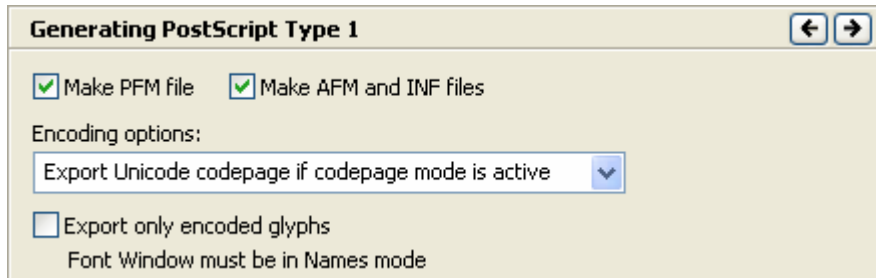 Generating PostScript Type 1
Make PFM file Make AFM and INF files
Encoding options:
Export Unicode codepage if codepage mode is active
Export only encoded glyphs
Font Window must be in Names mode